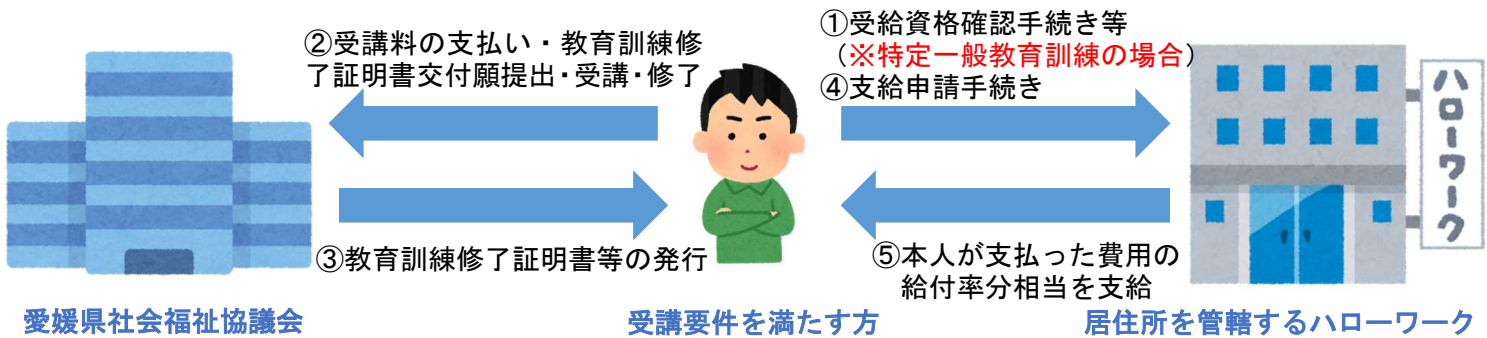 ②受講料の支払い・教育訓練修
了証明書交付願提出・受講・修了
①受給資格確認手続き等
（※特定一般教育訓練の場合）
④支給申請手続き
ハローワーク
③教育訓練修了証明書等の発行
⑤本人が支払った費用の
給付率分相当を支給
愛媛県社会福祉協議会
受講要件を満たす方
居住所を管轄するハローワーク